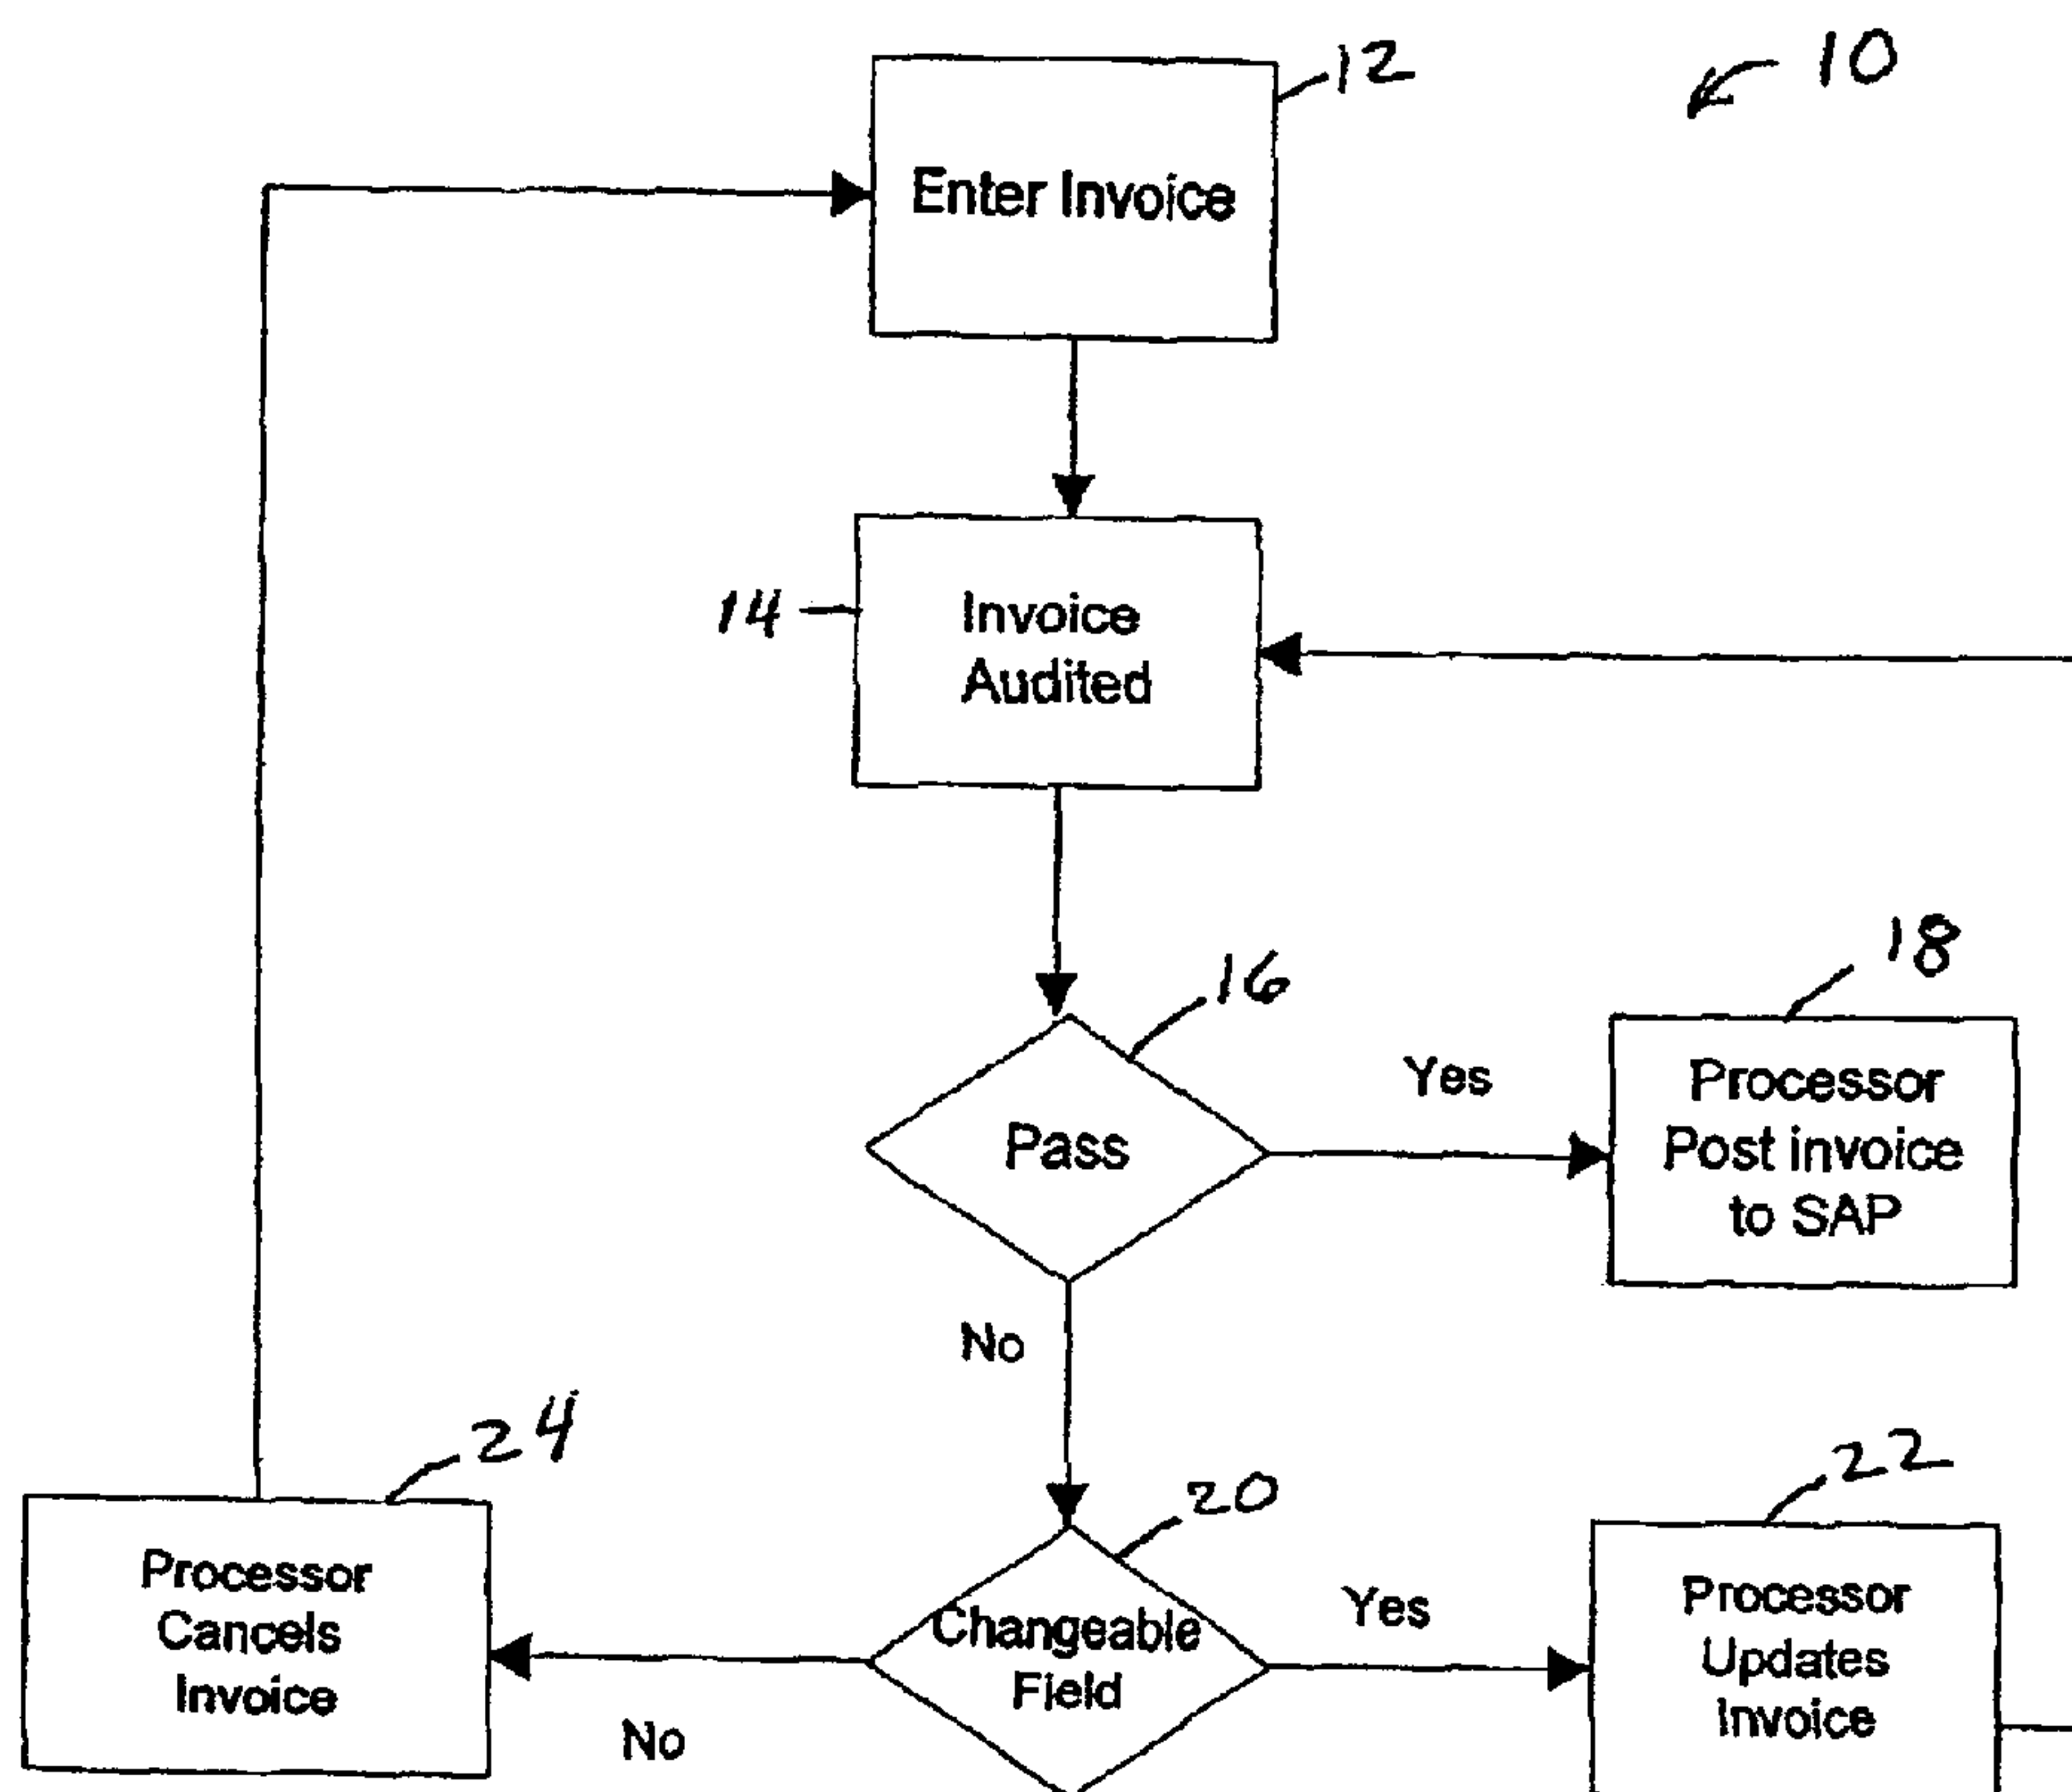 12
10
Enter Invoice
14
Invoice
Audited
16
18
Pass
Yes
Processor
Post invoice
to SAP
No
24
20
22
Processor
Cancels
Invoice
No
Changeable
Field
Yes
Processor
Updates
Invoice